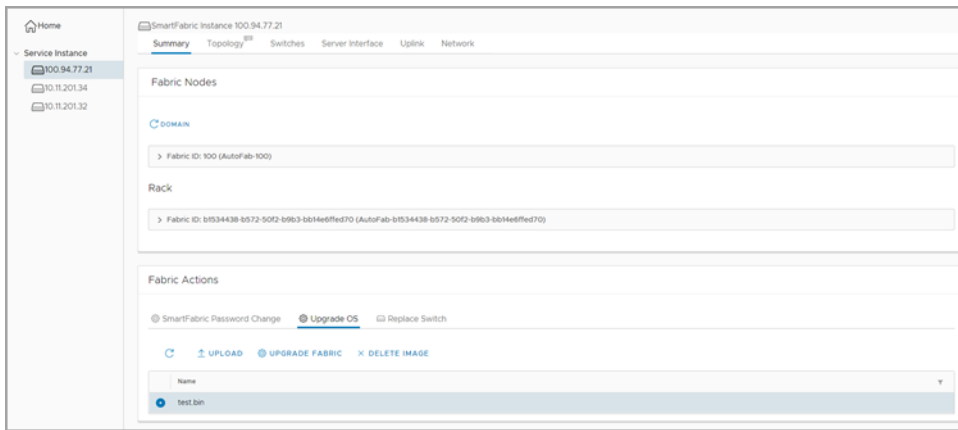 Home
Service Instance
100.94.77.21
10.11.201.34
10.11.201.32
SmartFabric Instance 100.94.77.21
Summary Topology Switches Server Interface Uplink Network
Fabric Nodes
DOMAIN
Fabric ID: 100 (AutoFab-100)
Rack
Fabric ID: b1534438-b572-50f2-b9b3-bb14e6ffed70 (AutoFab-b1534438-b572-50f2-b9b3-bb14e6ffed70)
Fabric Actions
SmartFabric Password Change Upgrade OS Replace Switch
UPLOAD UPGRADE FABRIC DELETE IMAGE
Name
test.bin